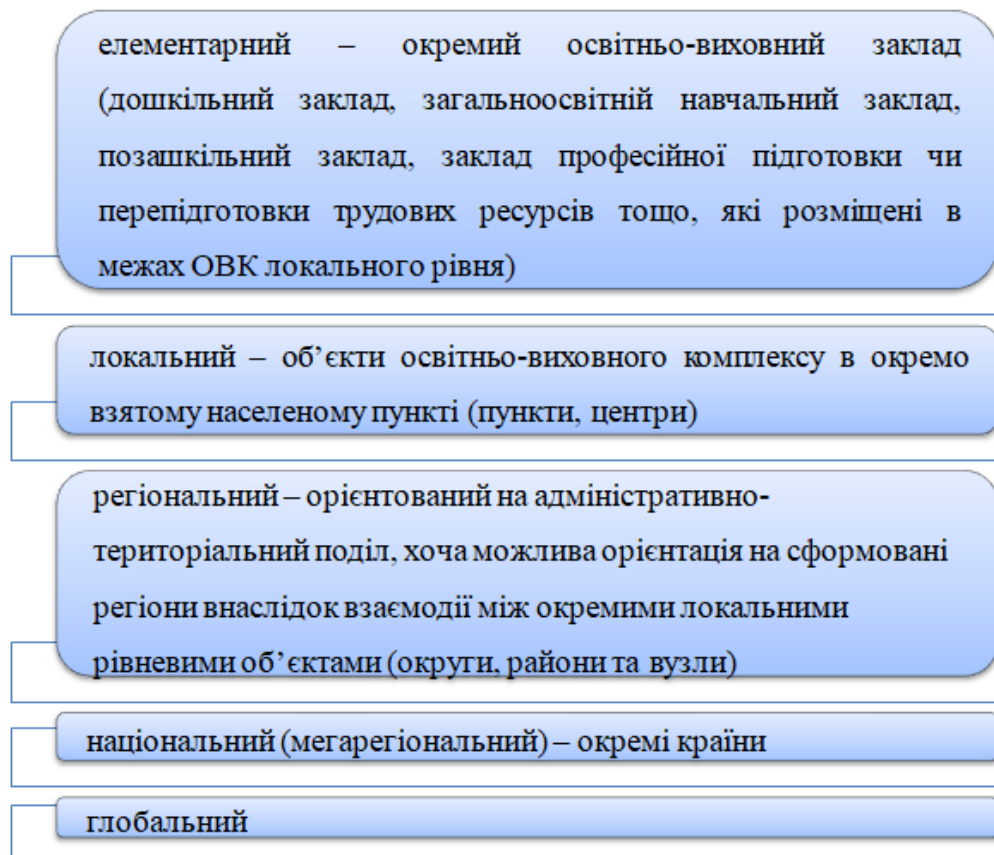 елементарний – окремий освітньо-виховний заклад
(дошкільний заклад, загальноосвітній навчальний заклад,
позашкільний заклад, заклад професійної підготовки чи
перепідготовки трудових ресурсів тощо, які розміщені в
межах ОВК локального рівня)
локальний – об’єкти освітньо-виховного комплексу в окремо
взятому населеному пункті (пункти, центри)
регіональний – орієнтований на адміністративно-
територіальний поділ, хоча можлива орієнтація на сформовані
регіони внаслідок взаємодії між окремими локальними
рівневими об’єктами (округи, райони та вузли)
національний (мегарегіональний) – окремі країни
глобальний